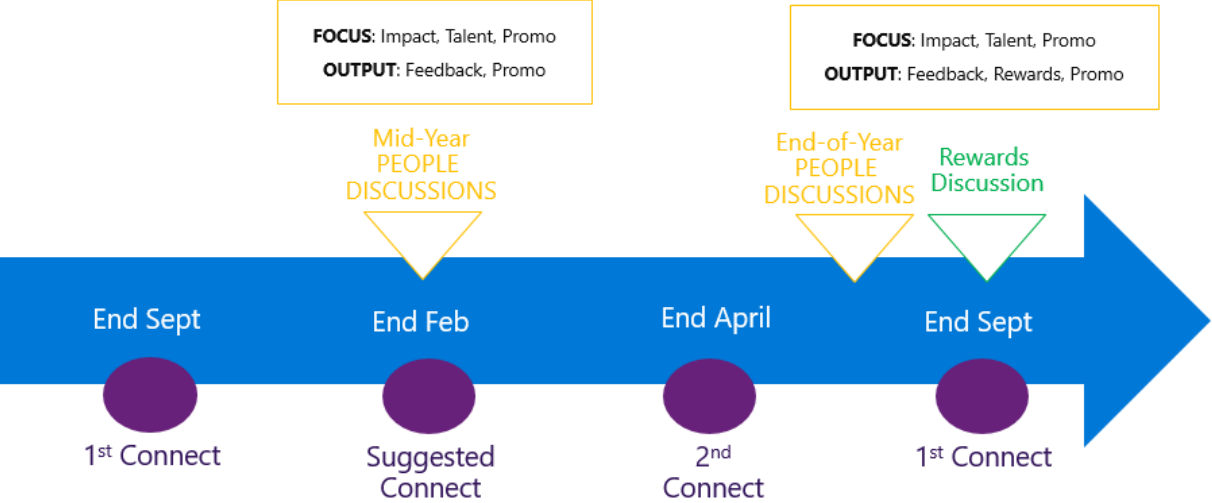 FOCUS: Impact, Talent, Promo
OUTPUT: Feedback, Promo
FOCUS: Impact, Talent, Promo
OUTPUT: Feedback, Rewards, Promo
Mid-Year
PEOPLE
DISCUSSIONS
End-of-Year
PEOPLE
DISCUSSIONS
Rewards
Discussion
End Sept
End Feb
End April
End Sept
1st Connect
Suggested
Connect
2nd
Connect
1st Connect